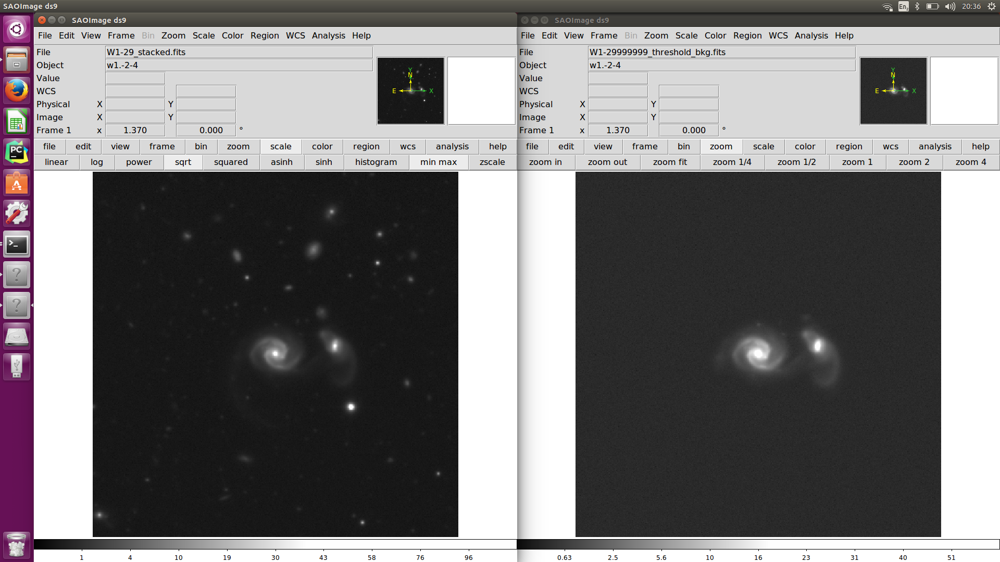 SAOImage ds9
En2 20:36
SAOImage ds9
File Edit View Frame Bin Zoom Scale Color Region WCS Analysis Help
File W1-29_stacked.fits
Object w1.-2-4
Value
WCS
Physical X Y
Image X Y
Frame 1 x 1.370 0.000 °
Y
N
E X
file edit view frame bin zoom scale color region wcs analysis help
linear log power sqrt squared asinh sinh histogram min max zscale
1 4 10 19 30 43 58 76 96
SAOImage ds9
File Edit View Frame Bin Zoom Scale Color Region WCS Analysis Help
File W1-29999999_threshold_bkg.fits
Object w1.-2-4
Value
WCS
Physical X Y
Image X Y
Frame 1 x 1.370 0.000 °
Y
N
E X
file edit view frame bin zoom scale color region wcs analysis help
zoom in zoom out zoom fit zoom 1/4 zoom 1/2 zoom 1 zoom 2 zoom 4
0.63 2.5 5.6 10 16 23 31 40 51
PC
A
>_
?
?